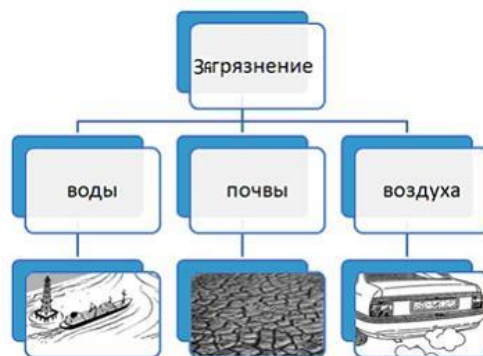 Загрязнение
воды
почвы
воздуха